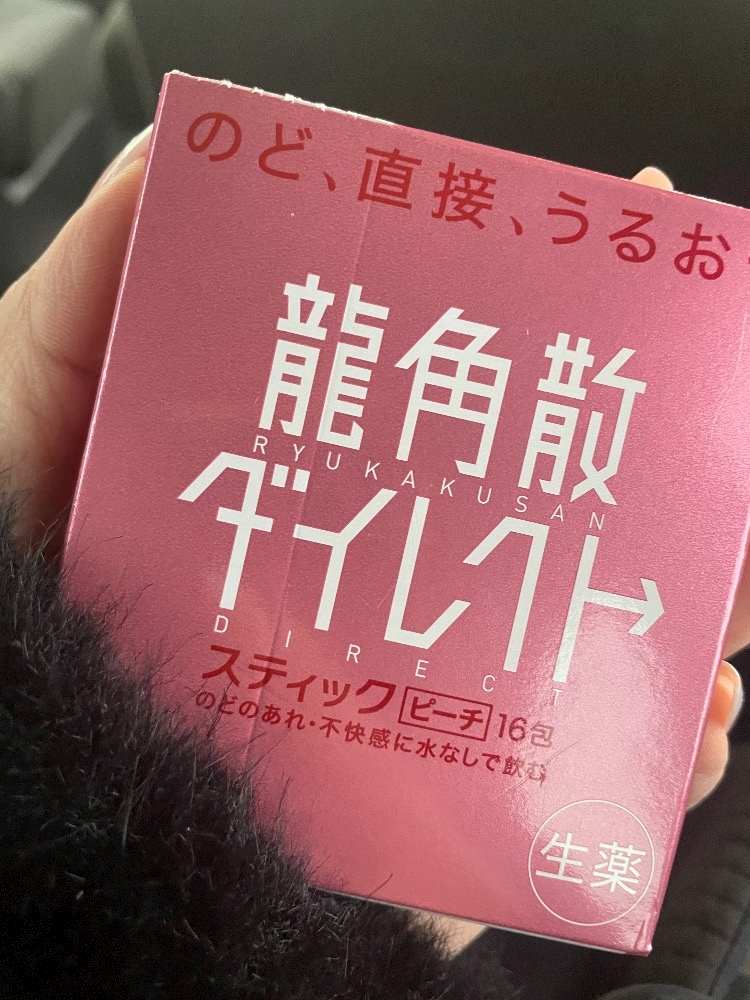 のど、直接、うるお
龍角散
RYUKAKUSAN
ダイレクト
DIRECT
スティック ピーチ 16包
のどのあれ・不快感に水なしで飲む
生薬